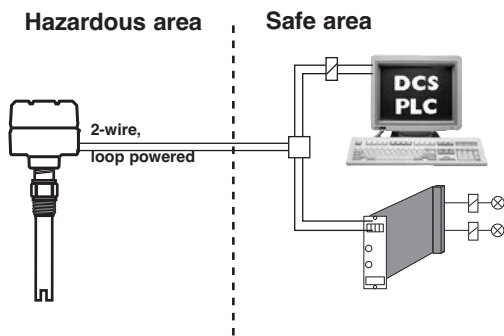 Hazardous area
Safe area
2-wire,
loop powered
DCS
PLC